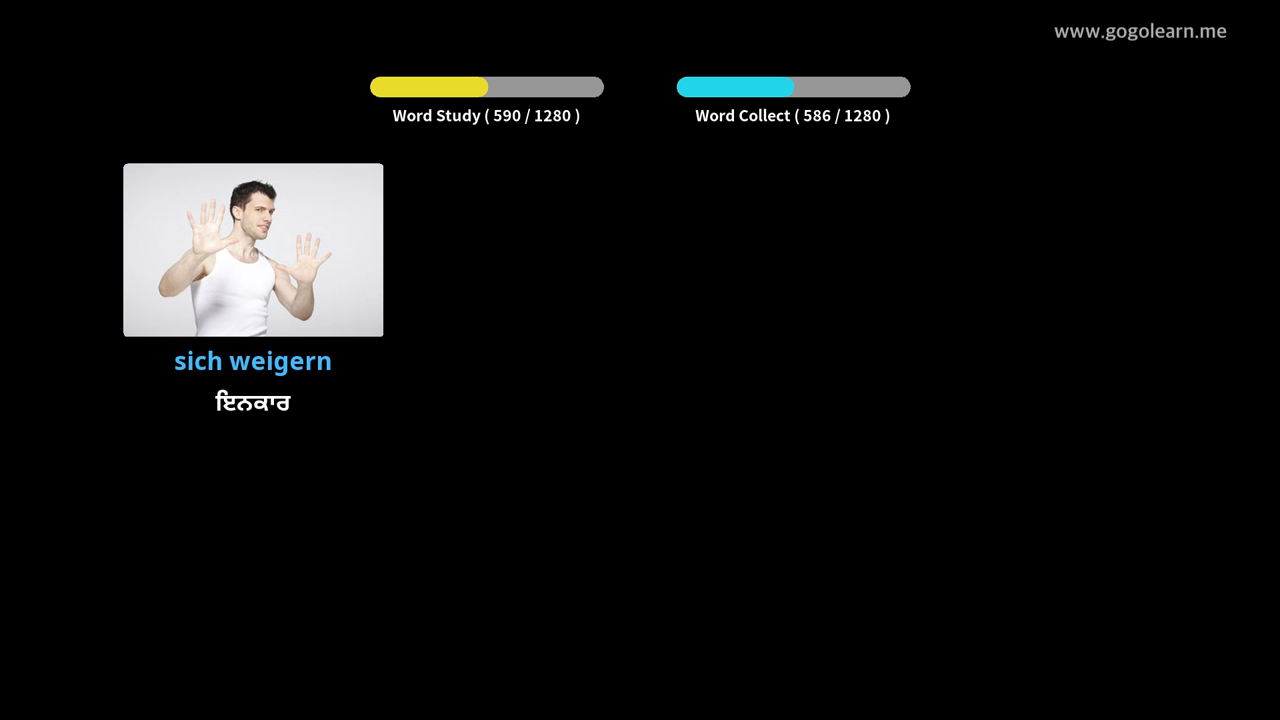 www.gogolearn.me
Word Study ( 590 / 1280 )
Word Collect ( 586 / 1280 )
sich weigern
ਇਨਕਾਰ